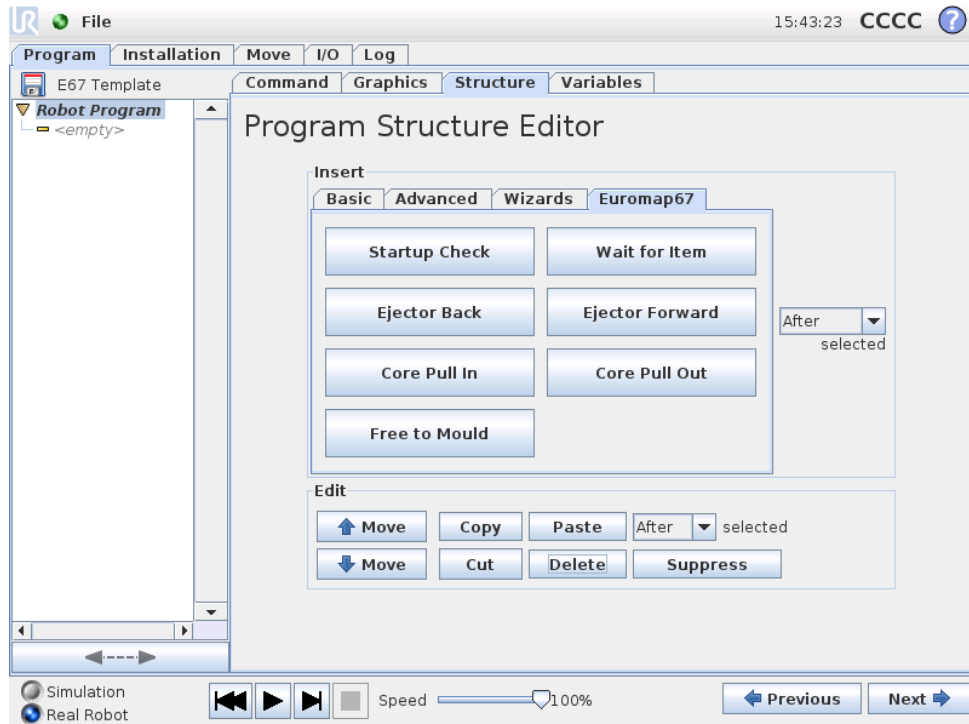 UR File 15:43:23 CCCC ?
Program Installation Move I/O Log
E67 Template
Command Graphics Structure Variables
Robot Program
<empty>
Program Structure Editor
Insert
Basic Advanced Wizards Euromap67
Startup Check Wait for Item
Ejector Back Ejector Forward
After
selected
Core Pull In Core Pull Out
Free to Mould
Edit
Move Copy Paste After selected
Move Cut Delete Suppress
Simulation
Real Robot
Speed 100%
Previous Next